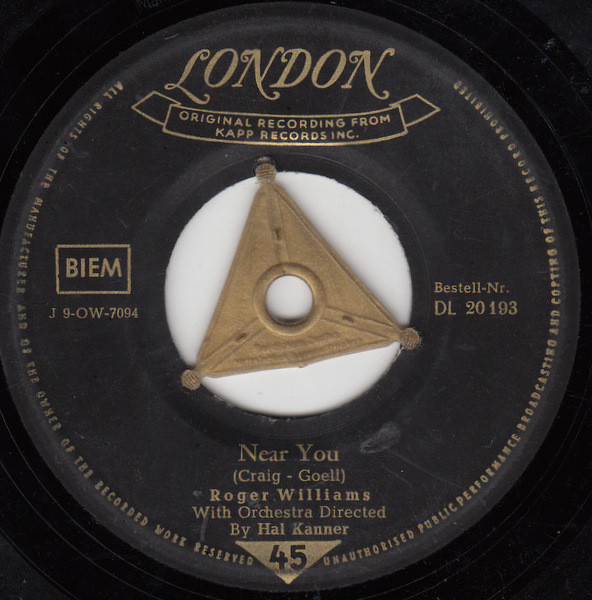 LONDON
ORIGINAL RECORDING FROM
KAPP RECORDS INC.
ALL RIGHTS OF THE MANUFACTURER AND OF THE OWNER OF THE RECORDED WORK RESERVED
UNAUTHORISED PUBLIC PERFORMANCE BROADCASTING AND COPYING OF THIS RECORD PROHIBITED
BIEM
J 9-OW-7094
Bestell-Nr.
DL 20 193
Near You
(Craig - Goell)
Roger Williams
With Orchestra Directed
By Hal Kanner
45